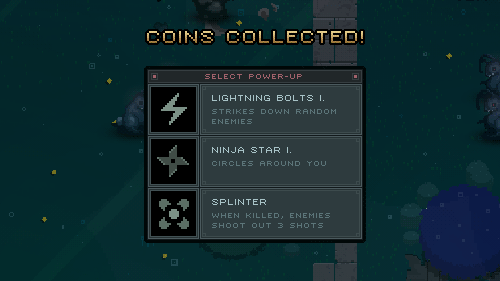 COINS COLLECTED!
SELECT POWER-UP
LIGHTNING BOLTS I.
STRIKES DOWN RANDOM
ENEMIES
NINJA STAR I.
CIRCLES AROUND YOU
SPLINTER
WHEN KILLED, ENEMIES
SHOOT OUT 3 SHOTS